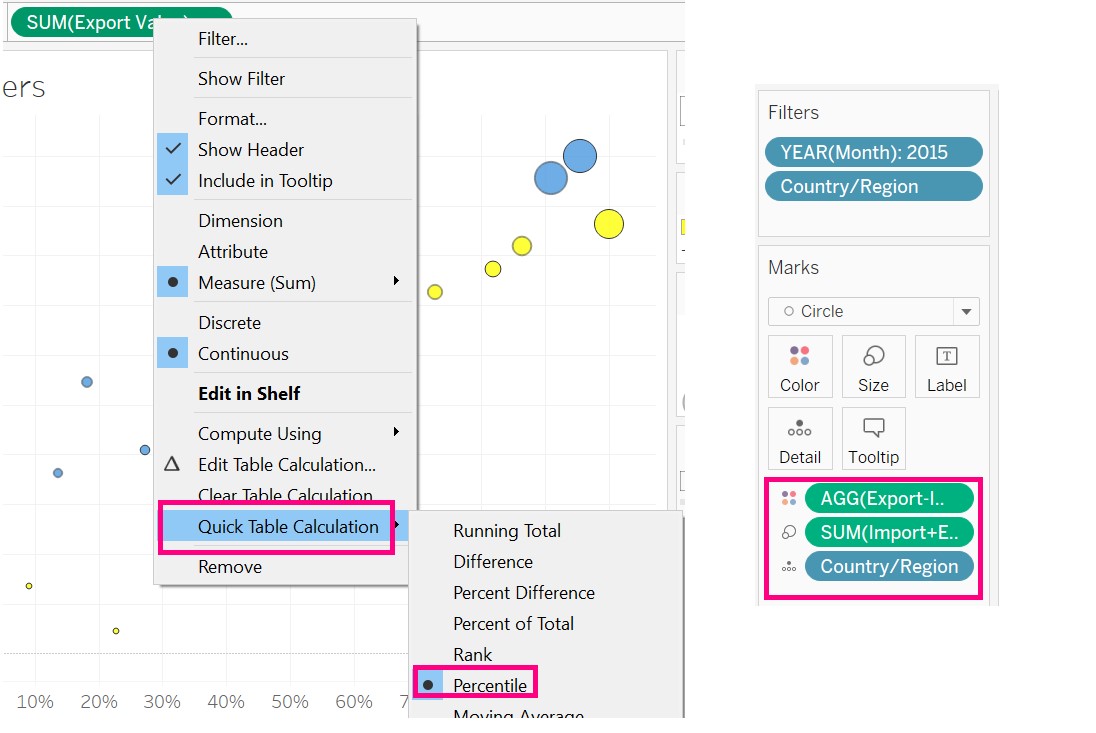 SUM(Export Va
ers
Filter...
Show Filter
Format...
Show Header
Include in Tooltip
Dimension
Attribute
Measure (Sum)
Discrete
Continuous
Edit in Shelf
Compute Using
Edit Table Calculation...
Clear Table Calculation
Quick Table Calculation
Remove
Running Total
Difference
Percent Difference
Percent of Total
Rank
Percentile
Moving Average
10% 20% 30% 40% 50% 60% 7
Filters
YEAR(Month): 2015
Country/Region
Marks
Circle
Color Size Label
Detail Tooltip
AGG(Export-I..
SUM(Import+E..
Country/Region